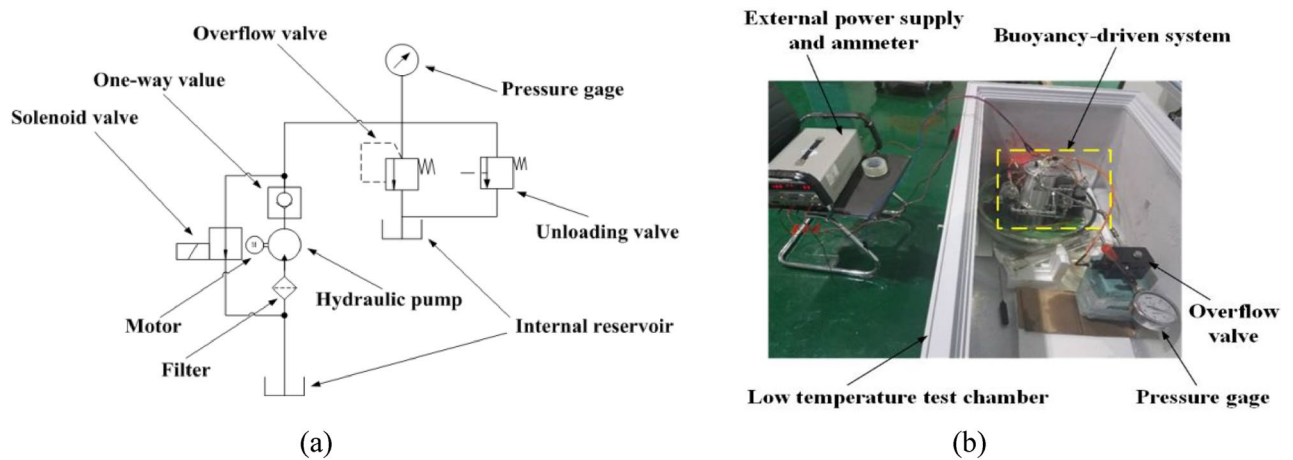 Overflow valve
One-way value
Solenoid valve
Pressure gage
Unloading valve
Hydraulic pump
Motor
Filter
Internal reservoir
(a)
External power supply
and ammeter
Buoyancy-driven system
Overflow
valve
Low temperature test chamber
Pressure gage
(b)